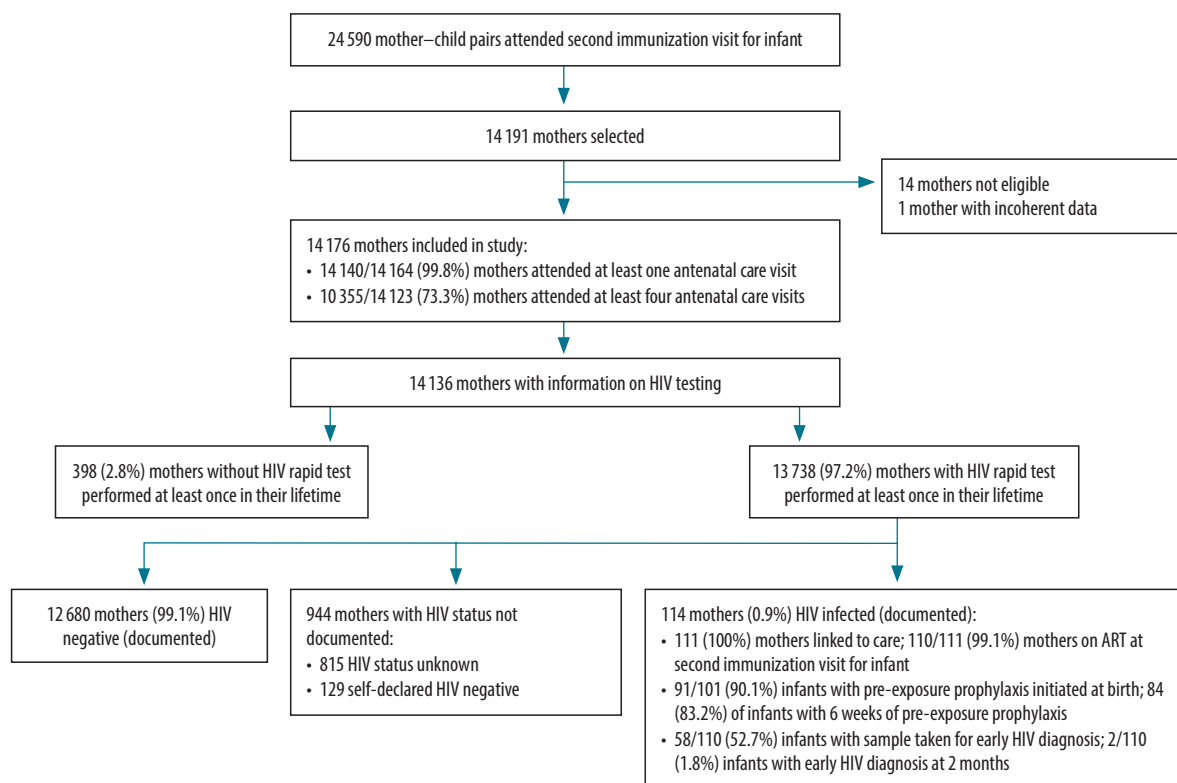 24 590 mother–child pairs attended second immunization visit for infant
14 191 mothers selected
14 mothers not eligible
1 mother with incoherent data
14 176 mothers included in study:
• 14 140/14 164 (99.8%) mothers attended at least one antenatal care visit
• 10 355/14 123 (73.3%) mothers attended at least four antenatal care visits
14 136 mothers with information on HIV testing
398 (2.8%) mothers without HIV rapid test
performed at least once in their lifetime
13 738 (97.2%) mothers with HIV rapid test
performed at least once in their lifetime
12 680 mothers (99.1%) HIV
negative (documented)
944 mothers with HIV status not
documented:
• 815 HIV status unknown
• 129 self-declared HIV negative
114 mothers (0.9%) HIV infected (documented):
• 111 (100%) mothers linked to care; 110/111 (99.1%) mothers on ART at
second immunization visit for infant
• 91/101 (90.1%) infants with pre-exposure prophylaxis initiated at birth; 84
(83.2%) of infants with 6 weeks of pre-exposure prophylaxis
• 58/110 (52.7%) infants with sample taken for early HIV diagnosis; 2/110
(1.8%) infants with early HIV diagnosis at 2 months